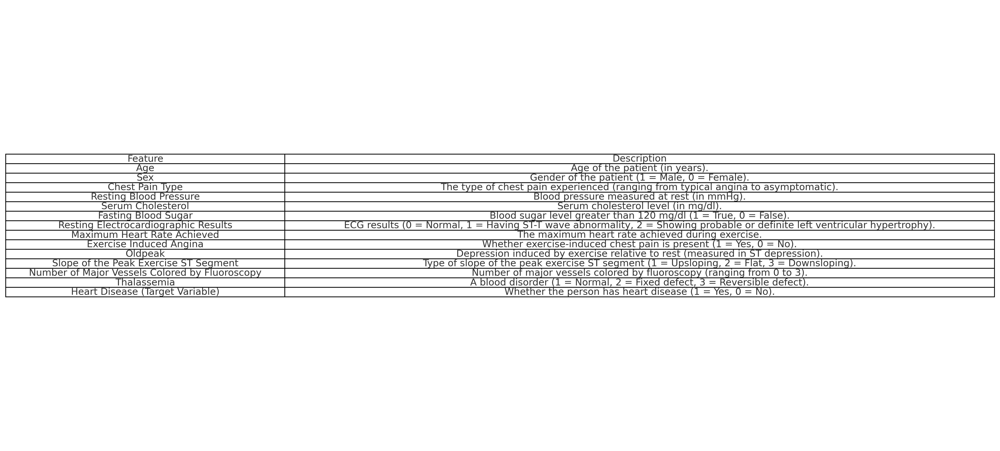 Feature Description
Age Age of the patient (in years).
Sex Gender of the patient (1 = Male, 0 = Female).
Chest Pain Type The type of chest pain experienced (ranging from typical angina to asymptomatic).
Resting Blood Pressure Blood pressure measured at rest (in mmHg).
Serum Cholesterol Serum cholesterol level (in mg/dl).
Fasting Blood Sugar Blood sugar level greater than 120 mg/dl (1 = True, 0 = False).
Resting Electrocardiographic Results ECG results (0 = Normal, 1 = Having ST-T wave abnormality, 2 = Showing probable or definite left ventricular hypertrophy).
Maximum Heart Rate Achieved The maximum heart rate achieved during exercise.
Exercise Induced Angina Whether exercise-induced chest pain is present (1 = Yes, 0 = No).
Oldpeak Depression induced by exercise relative to rest (measured in ST depression).
Slope of the Peak Exercise ST Segment Type of slope of the peak exercise ST segment (1 = Upsloping, 2 = Flat, 3 = Downsloping).
Number of Major Vessels Colored by Fluoroscopy Number of major vessels colored by fluoroscopy (ranging from 0 to 3).
Thalassemia A blood disorder (1 = Normal, 2 = Fixed defect, 3 = Reversible defect).
Heart Disease (Target Variable) Whether the person has heart disease (1 = Yes, 0 = No).